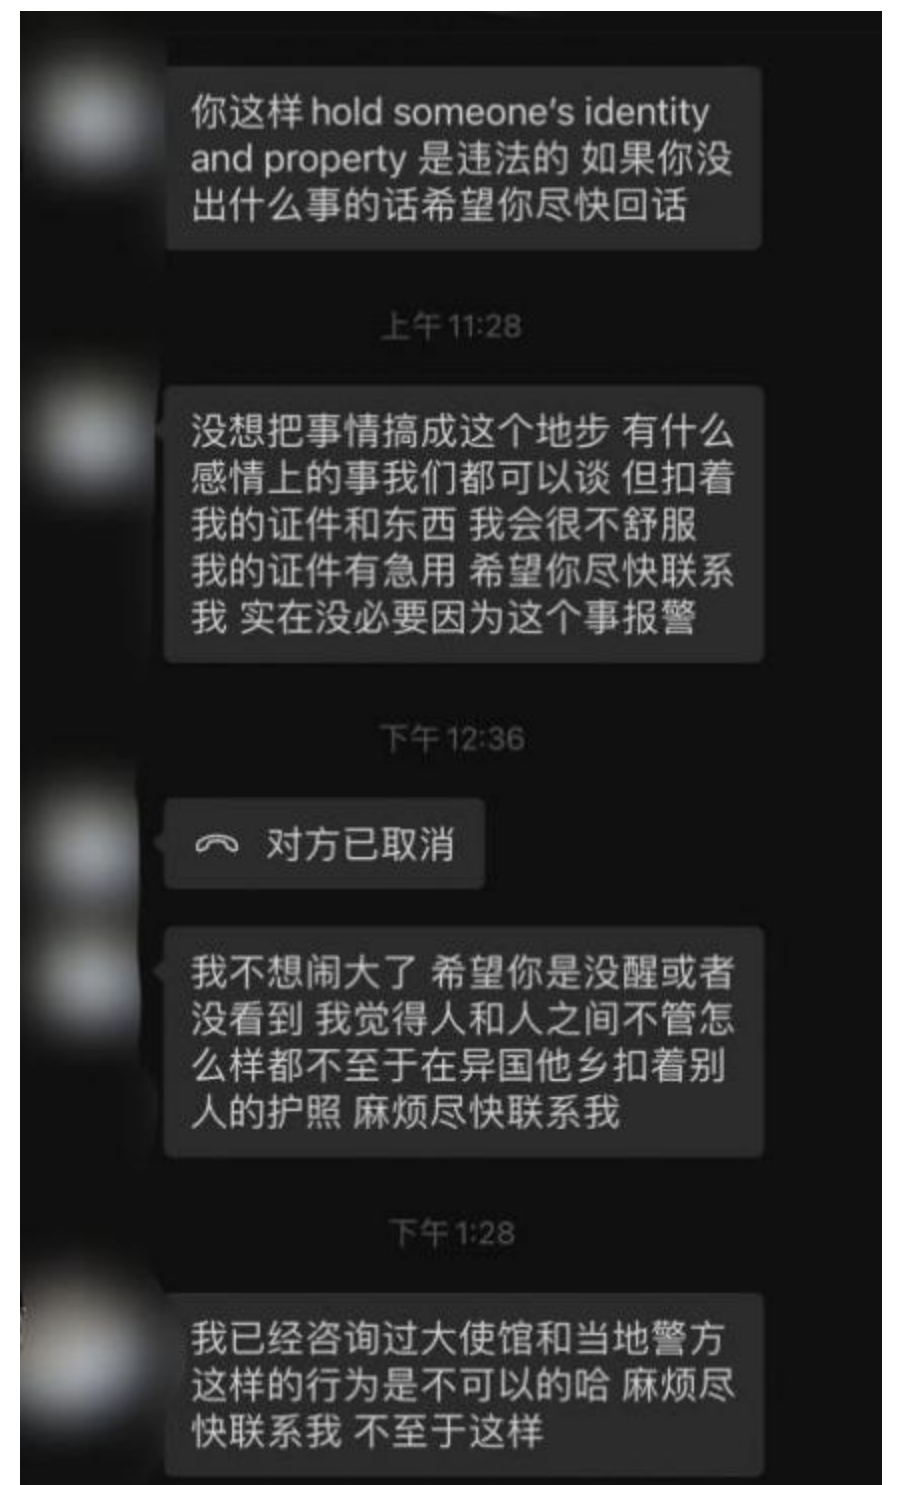 你这样 hold someone's identity
and property 是违法的 如果你没
出什么事的话希望你尽快回话
上午 11:28
没想把事情搞成这个地步 有什么
感情上的事我们都可以谈 但扣着
我的证件和东西 我会很不舒服
我的证件有急用 希望你尽快联系
我 实在没必要因为这个事报警
下午 12:36
对方已取消
我不想闹大了 希望你是没醒或者
没看到 我觉得人和人之间不管怎
么样都不至于在异国他乡扣着别
人的护照 麻烦尽快联系我
下午 1:28
我已经咨询过大使馆和当地警方
这样的行为是不可以的哈 麻烦尽
快联系我 不至于这样